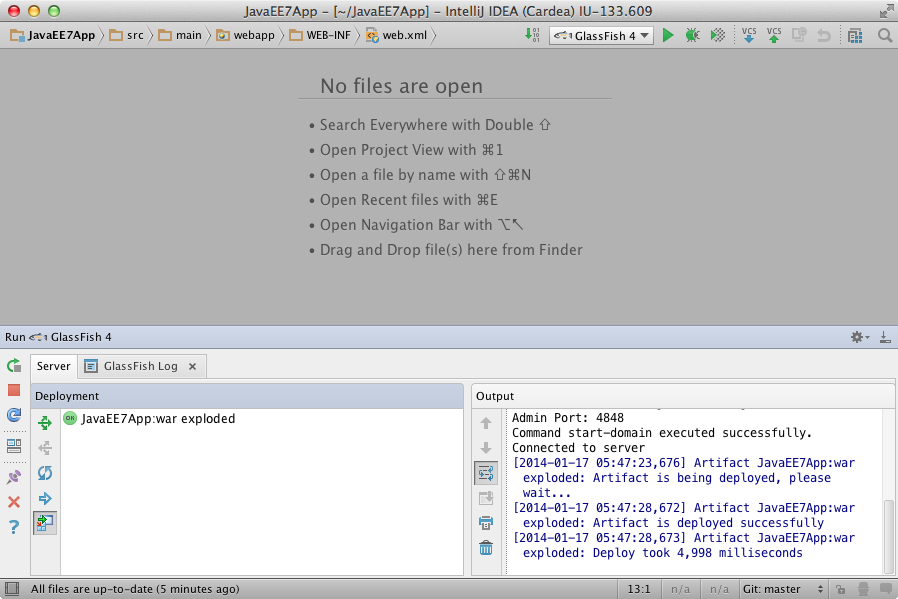 JavaEE7App – [~/JavaEE7App] – IntelliJ IDEA (Cardea) IU-133.609
JavaEE7App src main webapp WEB-INF web.xml GlassFish 4 VCS VCS
No files are open
• Search Everywhere with Double ⇧
• Open Project View with ⌘1
• Open a file by name with ⇧⌘N
• Open Recent files with ⌘E
• Open Navigation Bar with ⌥↖
• Drag and Drop file(s) here from Finder
Run GlassFish 4
Server GlassFish Log
Deployment
OK JavaEE7App:war exploded
Output
Admin Port: 4848
Command start-domain executed successfully.
Connected to server
[2014-01-17 05:47:23,676] Artifact JavaEE7App:war
exploded: Artifact is being deployed, please
wait...
[2014-01-17 05:47:28,672] Artifact JavaEE7App:war
exploded: Artifact is deployed successfully
[2014-01-17 05:47:28,673] Artifact JavaEE7App:war
exploded: Deploy took 4,998 milliseconds
All files are up-to-date (5 minutes ago) 13:1 n/a n/a Git: master